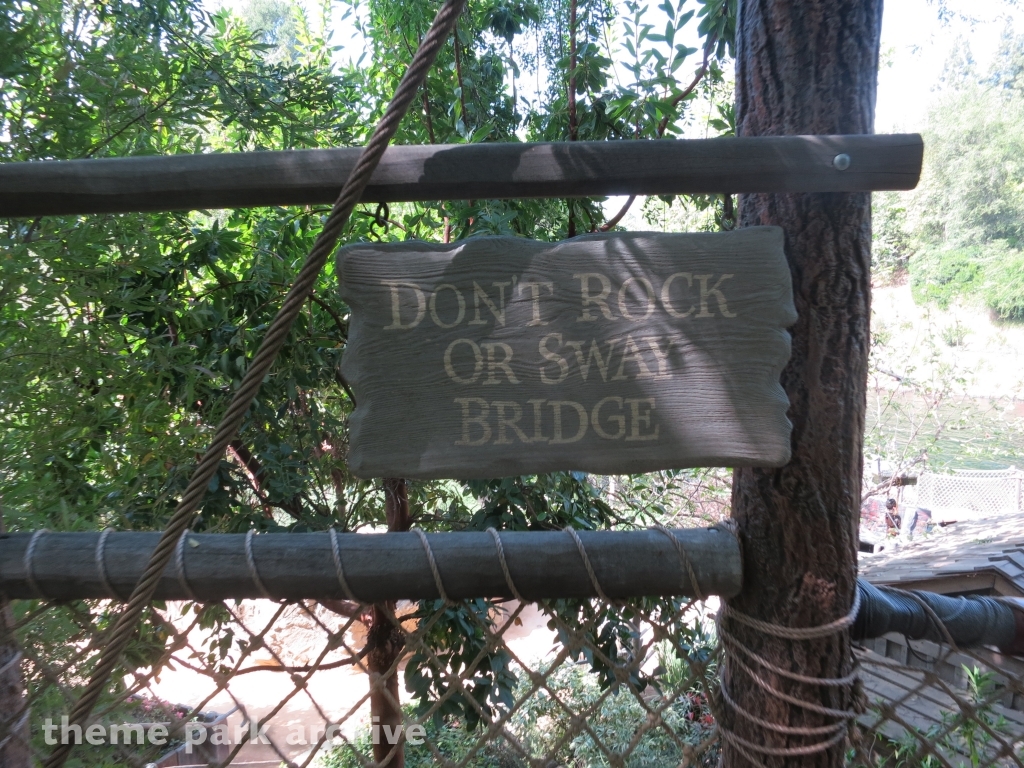 DON'T ROCK
OR SWAY
BRIDGE
theme park archive